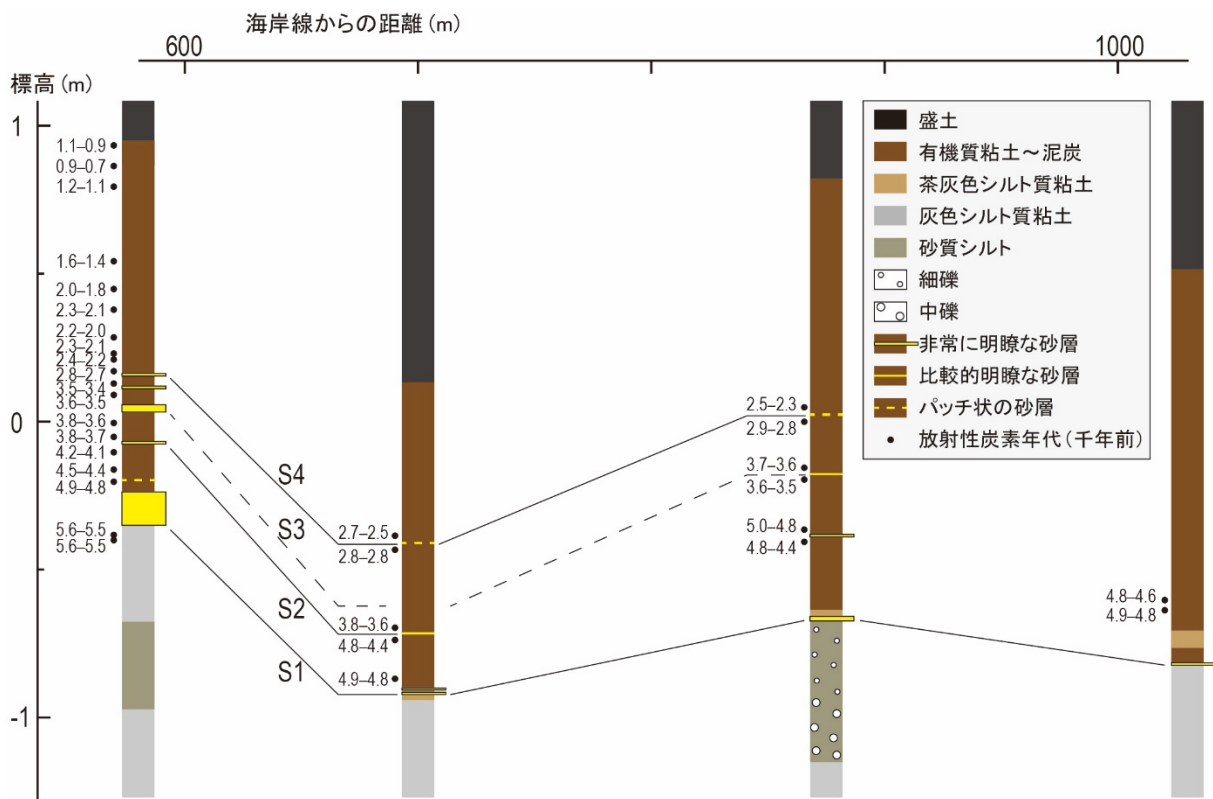 海岸線からの距離 (m)
600
1000
標高 (m)
1
0
-1
1.1–0.9
0.9–0.7
1.2–1.1
1.6–1.4
2.0–1.8
2.3–2.1
2.2–2.0
2.3–2.1
2.4–2.2
2.8–2.7
3.5–3.4
3.6–3.5
3.8–3.6
3.8–3.7
4.2–4.1
4.5–4.4
4.9–4.8
5.6–5.5
5.6–5.5
S4
S3
S2
S1
2.7–2.5
2.8–2.8
3.8–3.6
4.8–4.4
4.9–4.8
2.5–2.3
2.9–2.8
3.7–3.6
3.6–3.5
5.0–4.8
4.8–4.4
4.8–4.6
4.9–4.8
盛土
有機質粘土～泥炭
茶灰色シルト質粘土
灰色シルト質粘土
砂質シルト
細礫
中礫
非常に明瞭な砂層
比較的明瞭な砂層
パッチ状の砂層
放射性炭素年代（千年前）